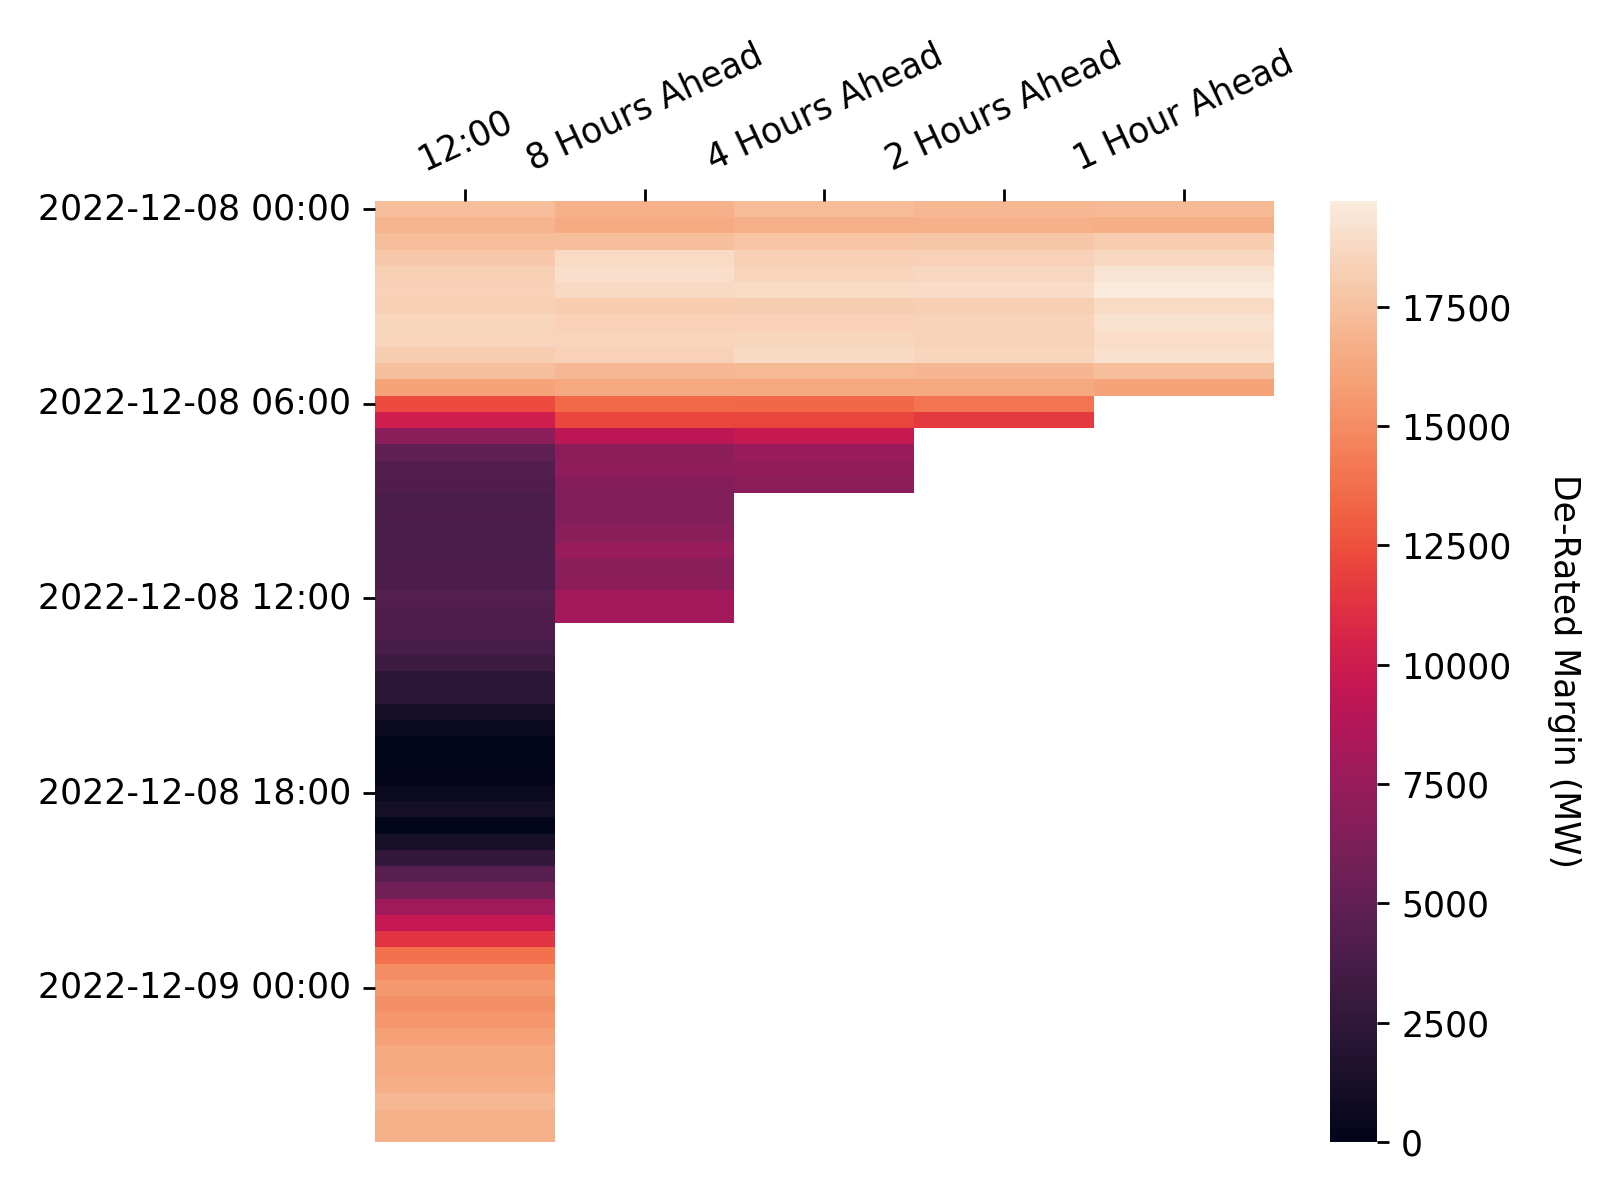 12:00
8 Hours Ahead
4 Hours Ahead
2 Hours Ahead
1 Hour Ahead
2022-12-08 00:00
2022-12-08 06:00
2022-12-08 12:00
2022-12-08 18:00
2022-12-09 00:00
17500
15000
12500
10000
7500
5000
2500
0
De-Rated Margin (MW)